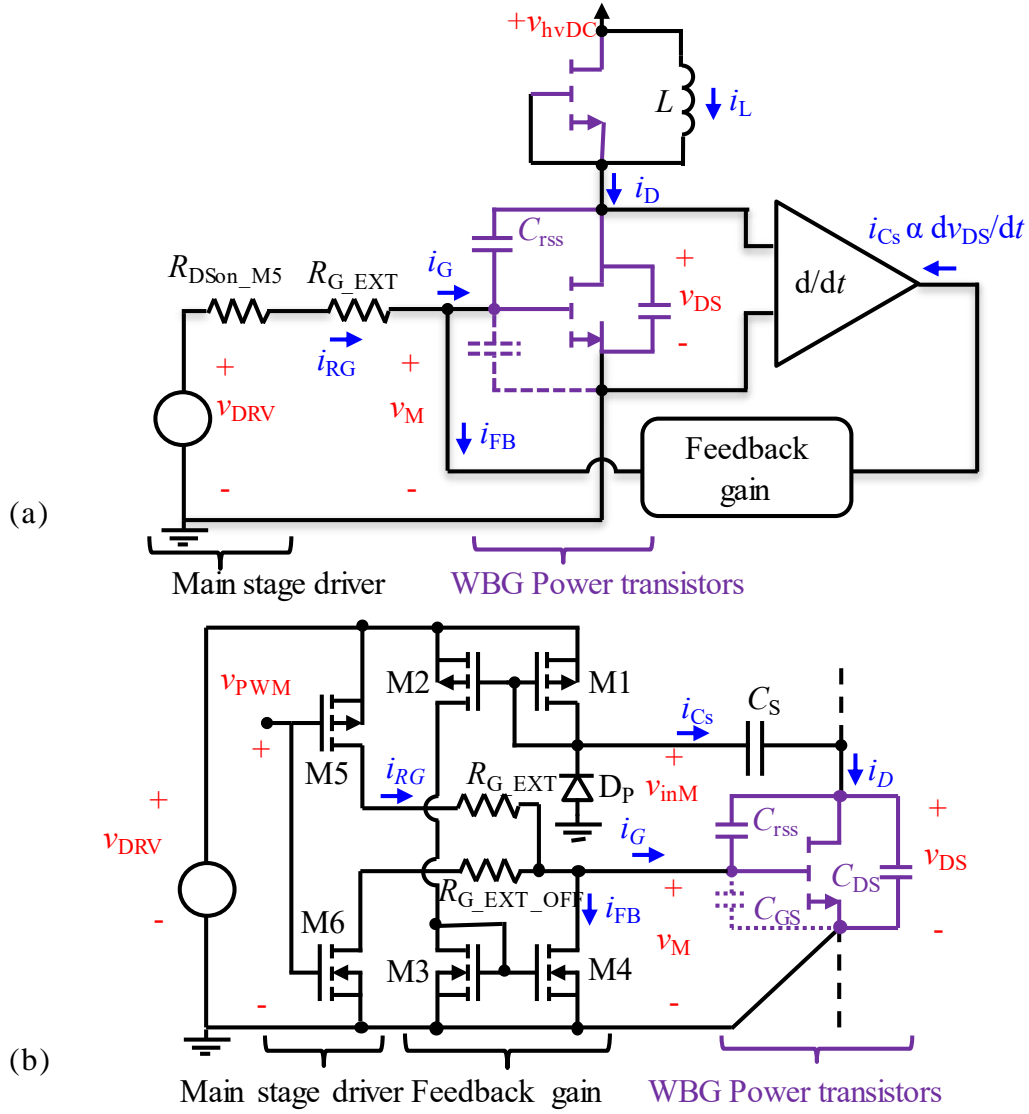 +vhvDC
L
iL
iD
Crss
iCs α dvDS/dt
RDSon_M5
RG_EXT
iG
+
vDS
-
d/dt
iRG
+
vDRV
-
+
vM
-
iFB
Feedback
gain
(a)
Main stage driver
WBG Power transistors
vPWM
+
-
M2
M1
iCs
CS
M5
iRG
RG_EXT
DP
+
vinM
iD
+
vDRV
-
iG
Crss
+
vDS
-
CDS
RG_EXT_OFF
iFB
+
vM
-
CGS
M6
M3
M4
(b)
Main stage driver
Feedback gain
WBG Power transistors